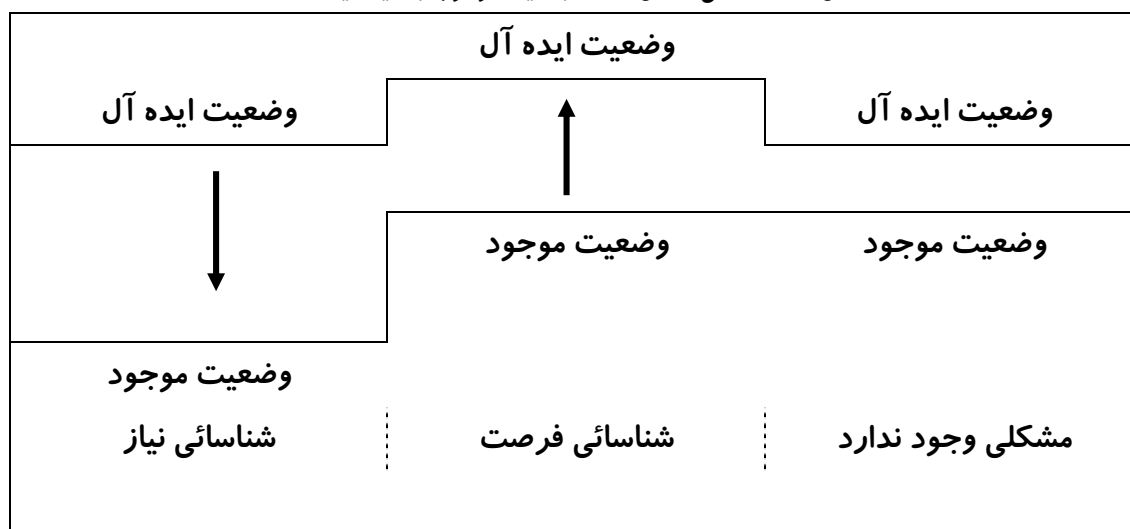 وضعیت ایده آل
وضعیت ایده آل
وضعیت ایده آل
وضعیت موجود
وضعیت موجود
وضعیت موجود
مشکلی وجود ندارد
شناسائی فرصت
شناسائی نیاز